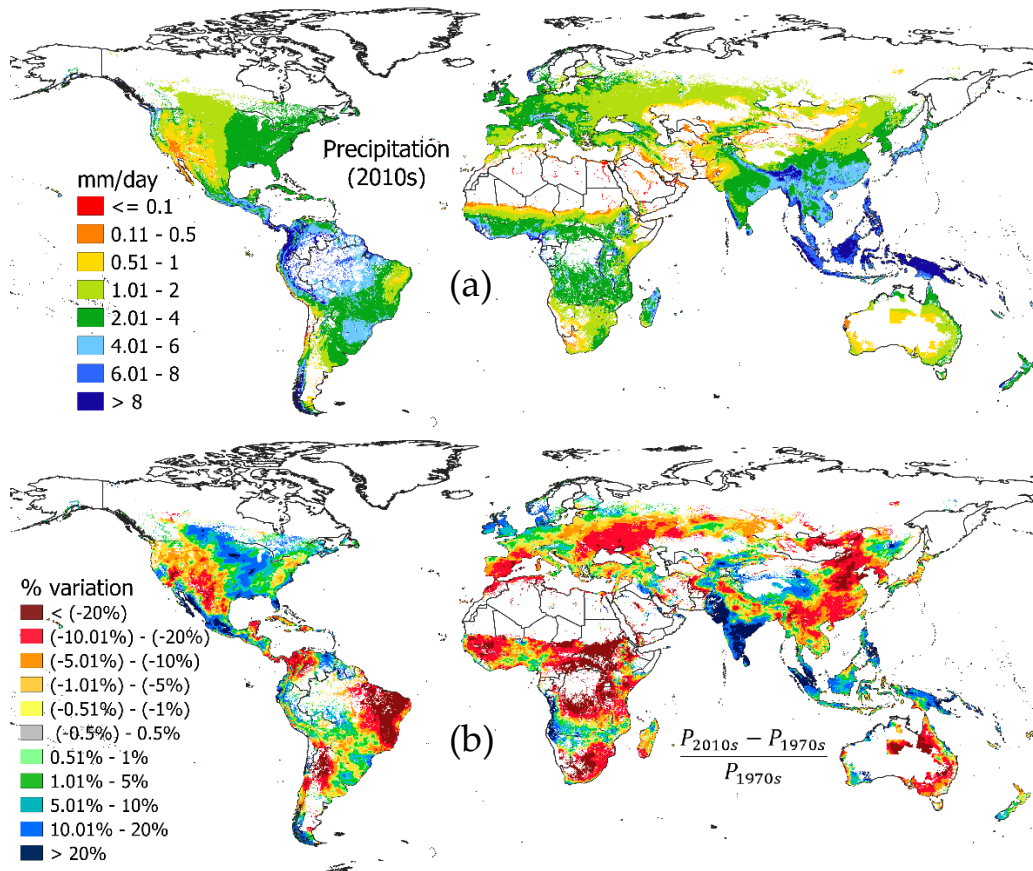 Precipitation
(2010s)
mm/day
<= 0.1
0.11 - 0.5
0.51 - 1
1.01 - 2
2.01 - 4
4.01 - 6
6.01 - 8
> 8
(a)
% variation
< (-20%)
(-10.01%) - (-20%)
(-5.01%) - (-10%)
(-1.01%) - (-5%)
(-0.51%) - (-1%)
(-0.5%) - 0.5%
0.51% - 1%
1.01% - 5%
5.01% - 10%
10.01% - 20%
> 20%
(b)
P2010s − P1970s
P1970s